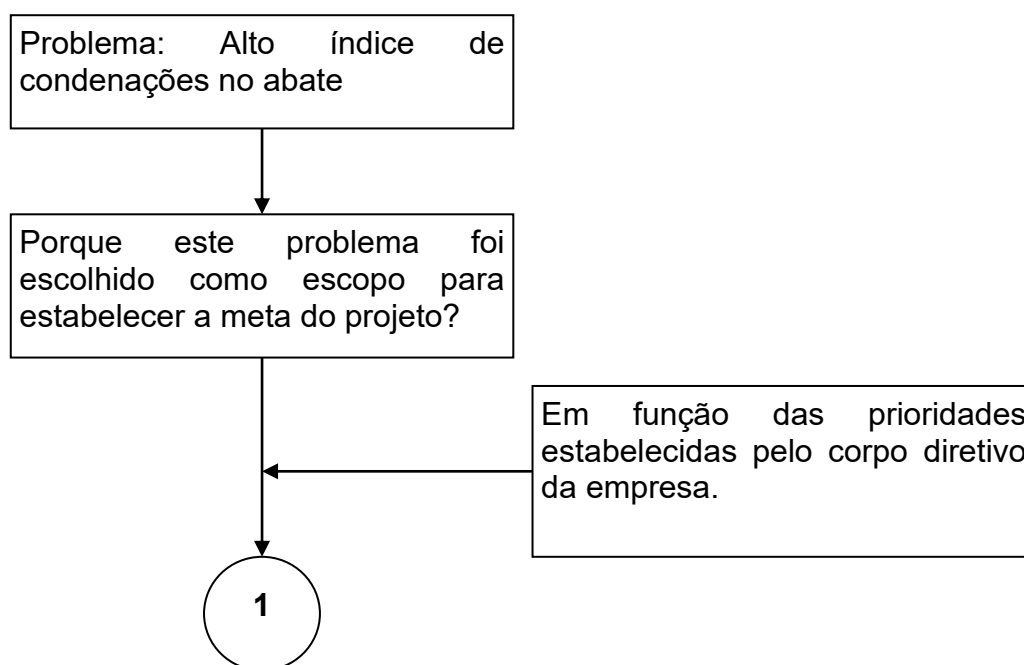 Problema: Alto índice de
condenações no abate
Porque este problema foi
escolhido como escopo para
estabelecer a meta do projeto?
Em função das prioridades
estabelecidas pelo corpo diretivo
da empresa.
1